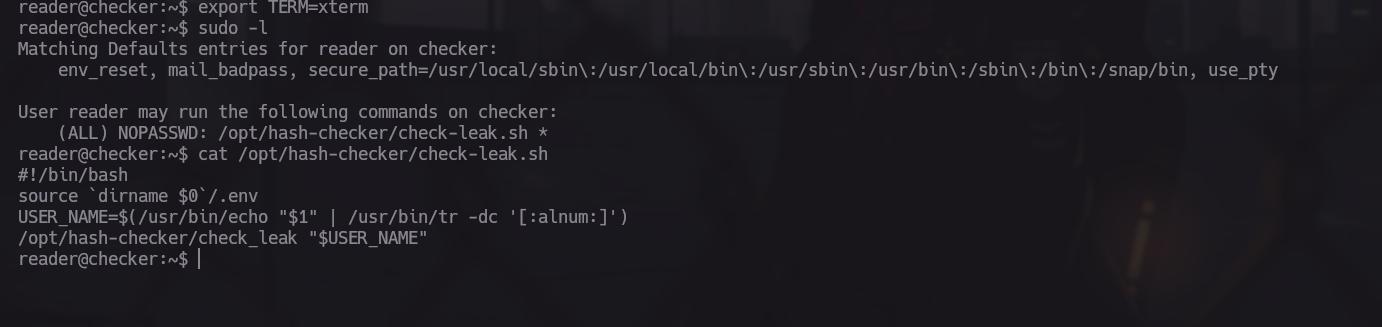 reader@checker:~$ export TERM=xterm
reader@checker:~$ sudo -l
Matching Defaults entries for reader on checker:
    env_reset, mail_badpass, secure_path=/usr/local/sbin\:/usr/local/bin\:/usr/sbin\:/usr/bin\:/sbin\:/bin\:/snap/bin, use_pty

User reader may run the following commands on checker:
    (ALL) NOPASSWD: /opt/hash-checker/check-leak.sh *
reader@checker:~$ cat /opt/hash-checker/check-leak.sh
#!/bin/bash
source `dirname $0`/.env
USER_NAME=$(/usr/bin/echo "$1" | /usr/bin/tr -dc '[:alnum:]')
/opt/hash-checker/check_leak "$USER_NAME"
reader@checker:~$